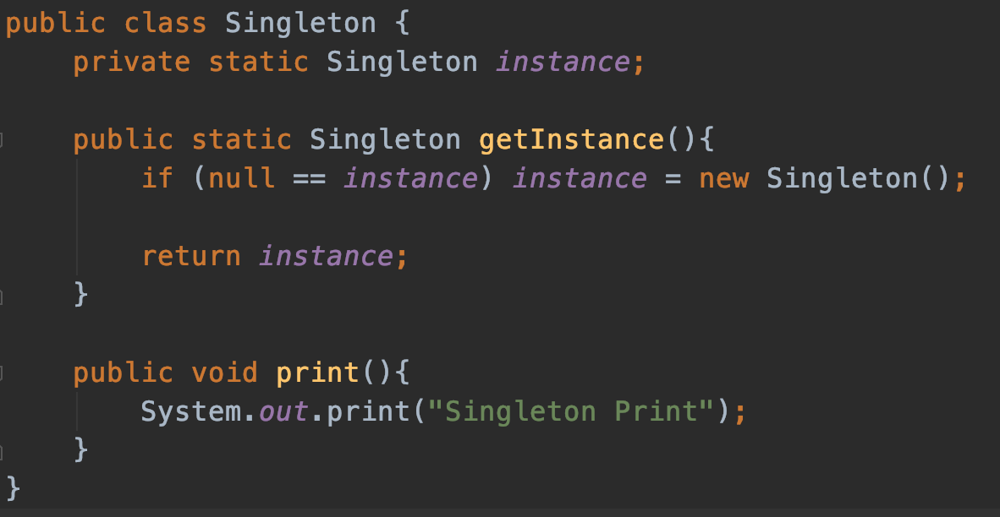 public class Singleton {
    private static Singleton instance;
    public static Singleton getInstance(){
        if (null == instance) instance = new Singleton();
        return instance;
    }
    public void print(){
        System.out.print("Singleton Print");
    }
}